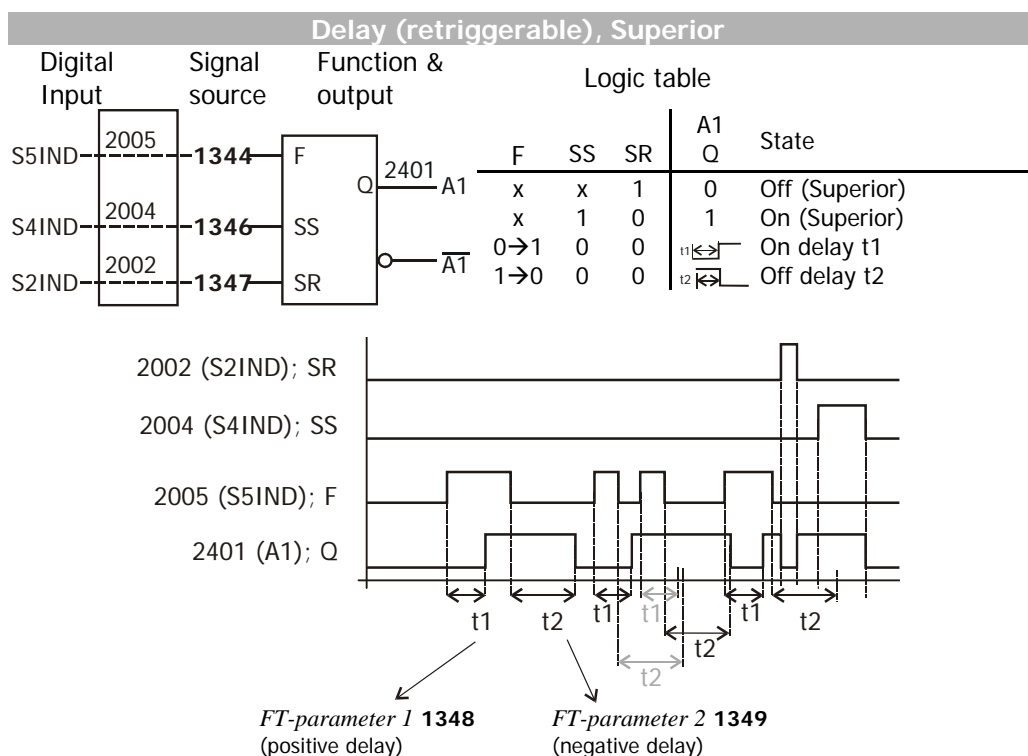 Delay (retriggerable), Superior
Digital Input
Signal source
Function & output
Logic table
S5IND 2005 1344 F
Q 2401 A1
S4IND 2004 1346 SS
A1
S2IND 2002 1347 SR
F SS SR A1 Q State
x x 1 0 Off (Superior)
x 1 0 1 On (Superior)
0→1 0 0 t1 On delay t1
1→0 0 0 t2 Off delay t2
2002 (S2IND); SR
2004 (S4IND); SS
2005 (S5IND); F
2401 (A1); Q
t1 t2 t1 t1 t1 t2
t2
t2
FT-parameter 1 1348
(positive delay)
FT-parameter 2 1349
(negative delay)